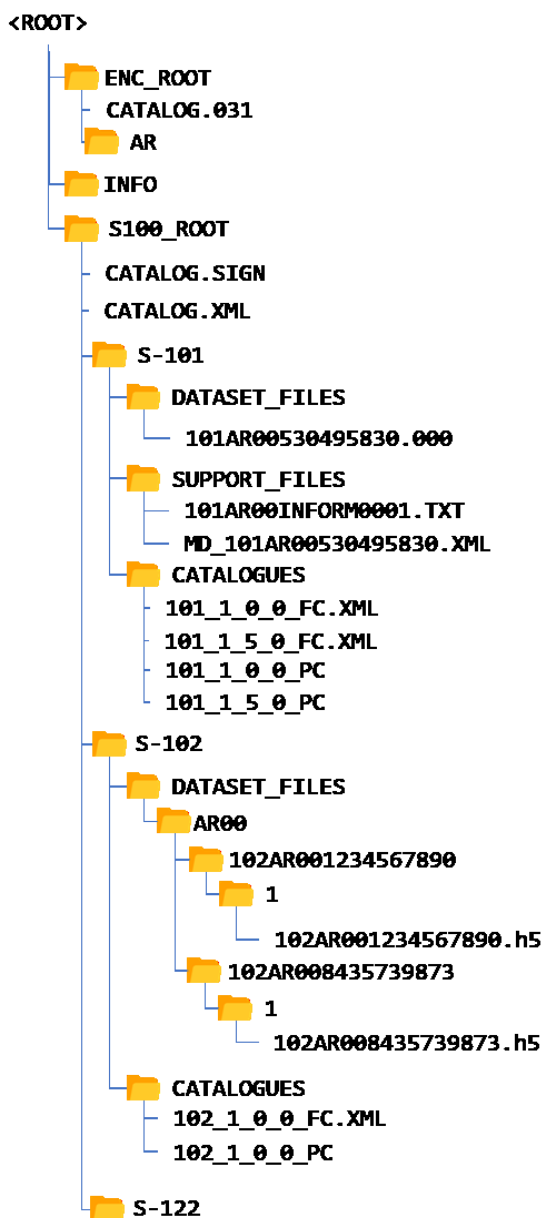 <ROOT>
ENC_ROOT
CATALOG.031
AR
INFO
S100_ROOT
CATALOG.SIGN
CATALOG.XML
S-101
DATASET_FILES
101AR00530495830.000
SUPPORT_FILES
101AR00INFORM0001.TXT
MD_101AR00530495830.XML
CATALOGUES
101_1_0_0_FC.XML
101_1_5_0_FC.XML
101_1_0_0_PC
101_1_5_0_PC
S-102
DATASET_FILES
AR00
102AR001234567890
1
102AR001234567890.h5
102AR008435739873
1
102AR008435739873.h5
CATALOGUES
102_1_0_0_FC.XML
102_1_0_0_PC
S-122